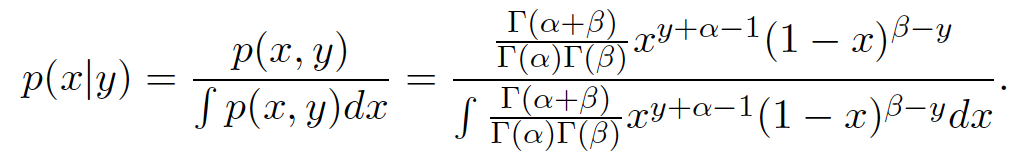 p(x|y) = \frac{p(x, y)}{\int p(x, y)dx} = \frac{\frac{\Gamma(\alpha+\beta)}{\Gamma(\alpha)\Gamma(\beta)} x^{y+\alpha-1}(1 - x)^{\beta-y}}{\int \frac{\Gamma(\alpha+\beta)}{\Gamma(\alpha)\Gamma(\beta)} x^{y+\alpha-1}(1 - x)^{\beta-y}dx}.